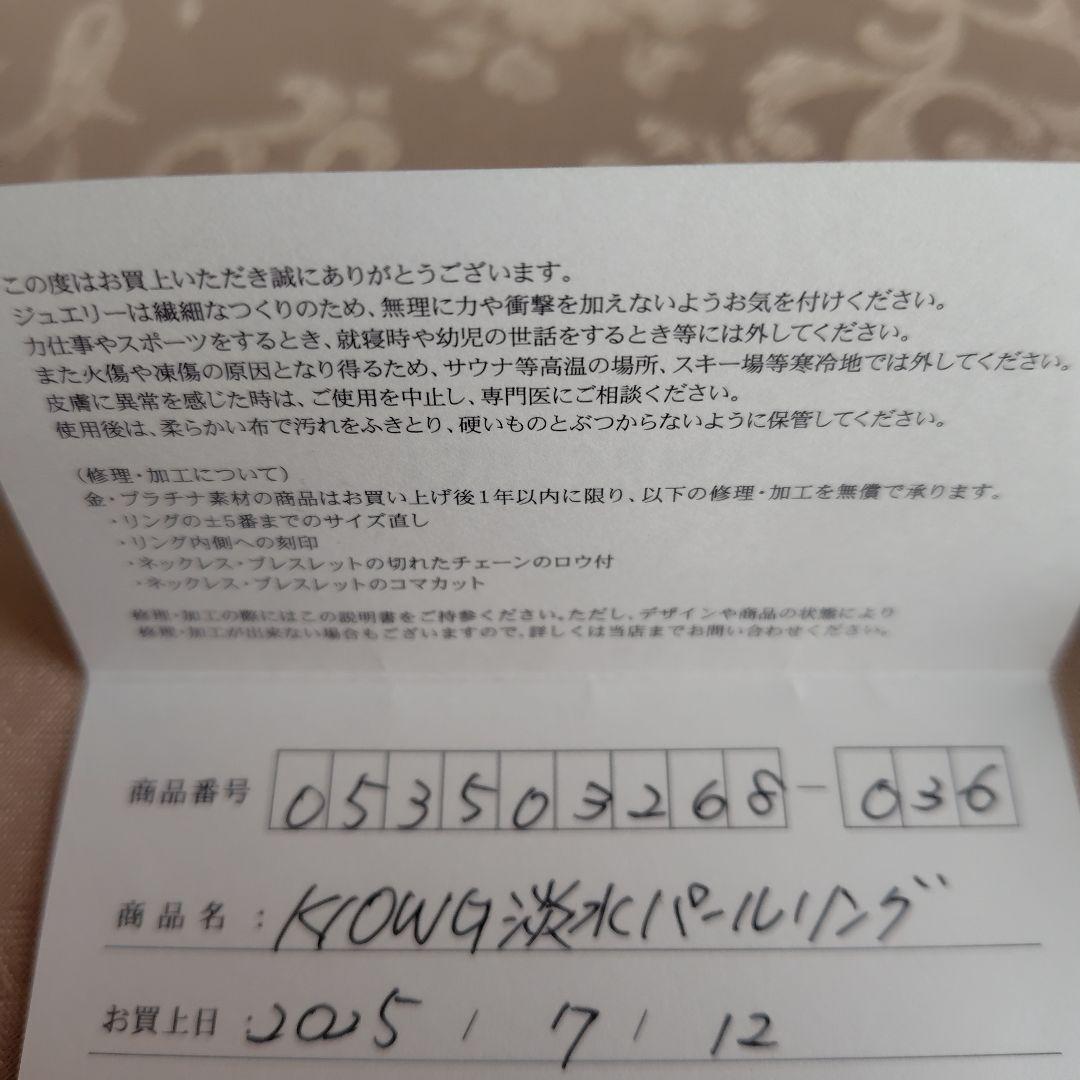 この度はお買上いただき誠にありがとうございます。
ジュエリーは繊細なつくりのため、無理に力や衝撃を加えないようお気を付けください。
力仕事やスポーツをするとき、就寝時や幼児の世話をするとき等には外してください。
また火傷や凍傷の原因となり得るため、サウナ等高温の場所、スキー場等寒冷地では外してください。
皮膚に異常を感じた時は、ご使用を中止し、専門医にご相談ください。
使用後は、柔らかい布で汚れをふきとり、硬いものとぶつからないように保管してください。
（修理・加工について）
金・プラチナ素材の商品はお買い上げ後1年以内に限り、以下の修理・加工を無償で承ります。
・リングの±5番までのサイズ直し
・リング内側への刻印
・ネックレス・ブレスレットの切れたチェーンのロウ付
・ネックレス・ブレスレットのコマカット
修理・加工の際にはこの説明書をご持参ください。ただし、デザインや商品の状態により
修理・加工が出来ない場合もございますので、詳しくは当店までお問い合わせください。
商品番号 053503268-036
商品名：K10WG淡水パールリング
お買上日：2025/7/12